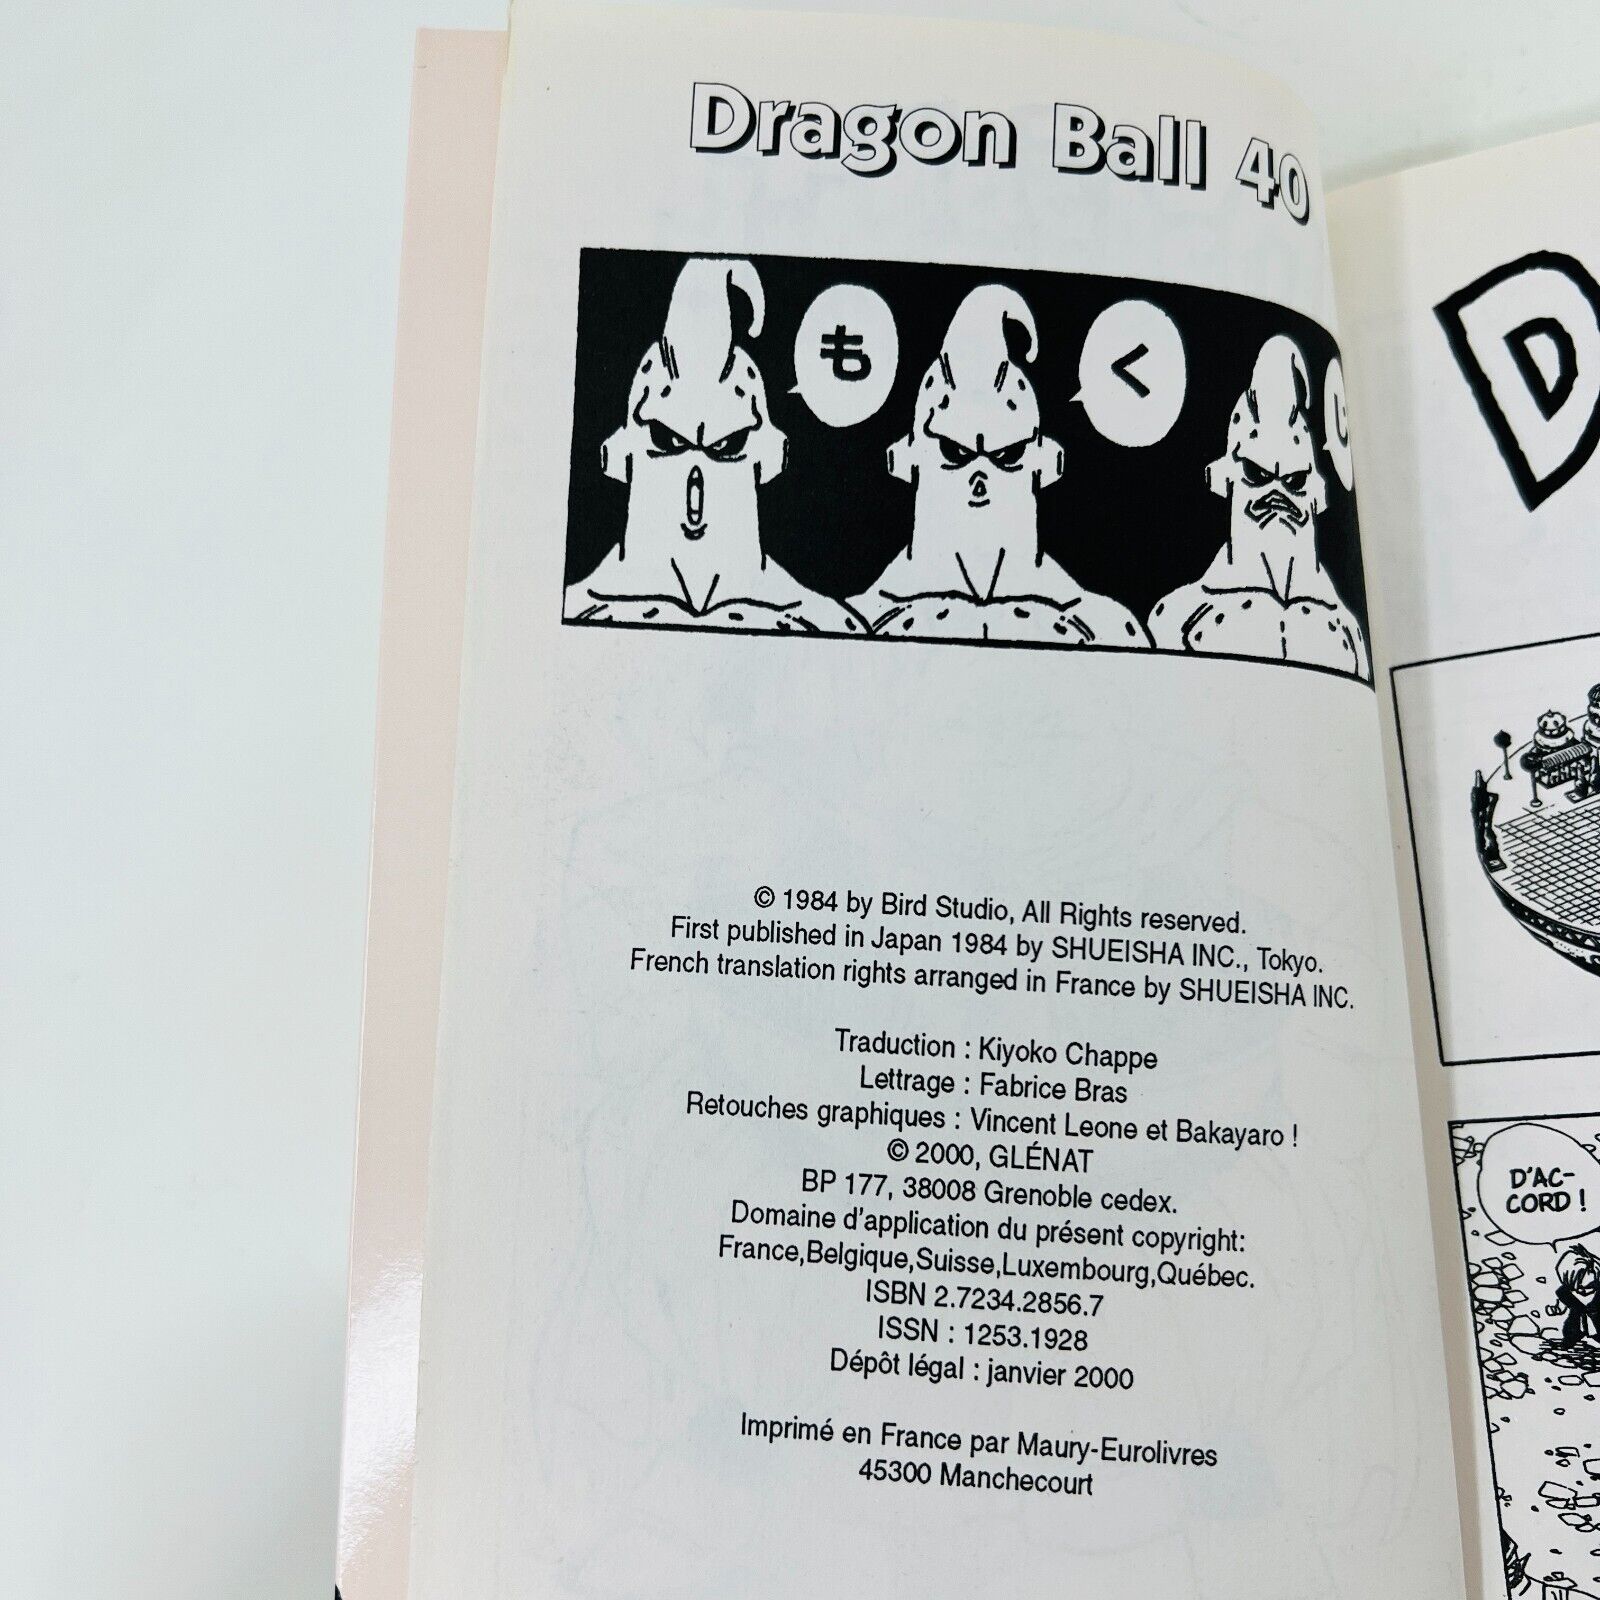 Dragon Ball 40
も
く
じ
D
© 1984 by Bird Studio, All Rights reserved.
First published in Japan 1984 by SHUEISHA INC., Tokyo.
French translation rights arranged in France by SHUEISHA INC.
Traduction : Kiyoko Chappe
Lettrage : Fabrice Bras
Retouches graphiques : Vincent Leone et Bakayaro !
© 2000, GLÉNAT
BP 177, 38008 Grenoble cedex.
Domaine d'application du présent copyright:
France,Belgique,Suisse,Luxembourg,Québec.
ISBN 2.7234.2856.7
ISSN : 1253.1928
Dépôt légal : janvier 2000
Imprimé en France par Maury-Eurolivres
45300 Manchecourt
D'AC-
CORD !